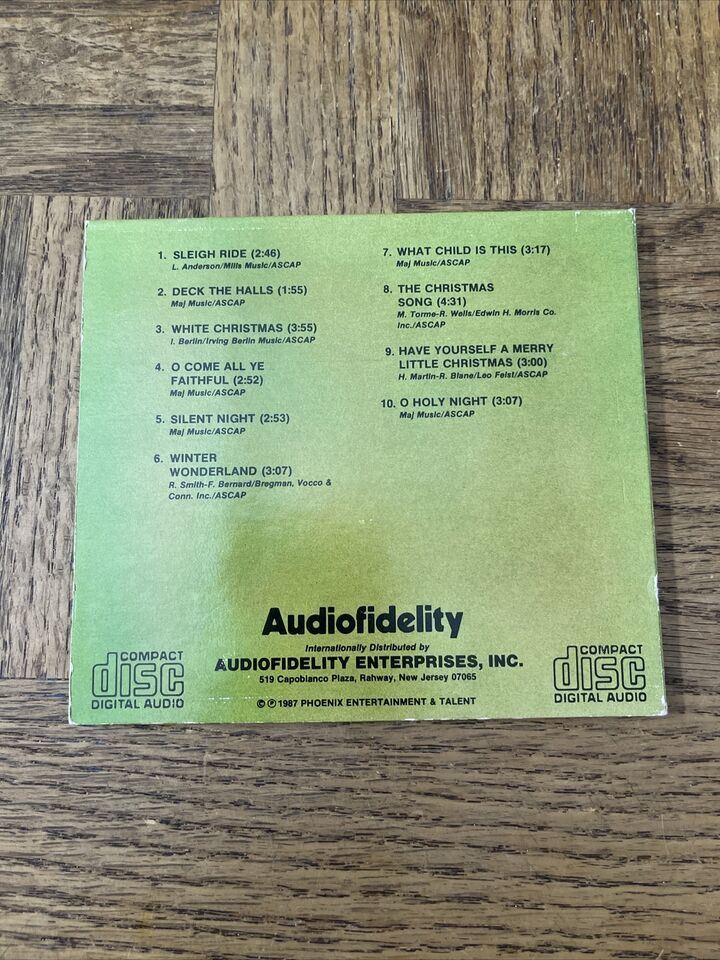 1. SLEIGH RIDE (2:46)
L. Anderson/Mills Music/ASCAP
2. DECK THE HALLS (1:55)
Maj Music/ASCAP
3. WHITE CHRISTMAS (3:55)
I. Berlin/Irving Berlin Music/ASCAP
4. O COME ALL YE
FAITHFUL (2:52)
Maj Music/ASCAP
5. SILENT NIGHT (2:53)
Maj Music/ASCAP
6. WINTER
WONDERLAND (3:07)
R. Smith-F. Bernard/Bregman, Vocco &
Conn. Inc./ASCAP
7. WHAT CHILD IS THIS (3:17)
Maj Music/ASCAP
8. THE CHRISTMAS
SONG (4:31)
M. Torme-R. Wells/Edwin H. Morris Co.
Inc./ASCAP
9. HAVE YOURSELF A MERRY
LITTLE CHRISTMAS (3:00)
H. Martin-R. Blane/Leo Feist/ASCAP
10. O HOLY NIGHT (3:07)
Maj Music/ASCAP
Audiofidelity
Internationally Distributed by
AUDIOFIDELITY ENTERPRISES, INC.
519 Capobianco Plaza, Rahway, New Jersey 07065
© ℗ 1987 PHOENIX ENTERTAINMENT & TALENT
COMPACT
disc
DIGITAL AUDIO
COMPACT
disc
DIGITAL AUDIO